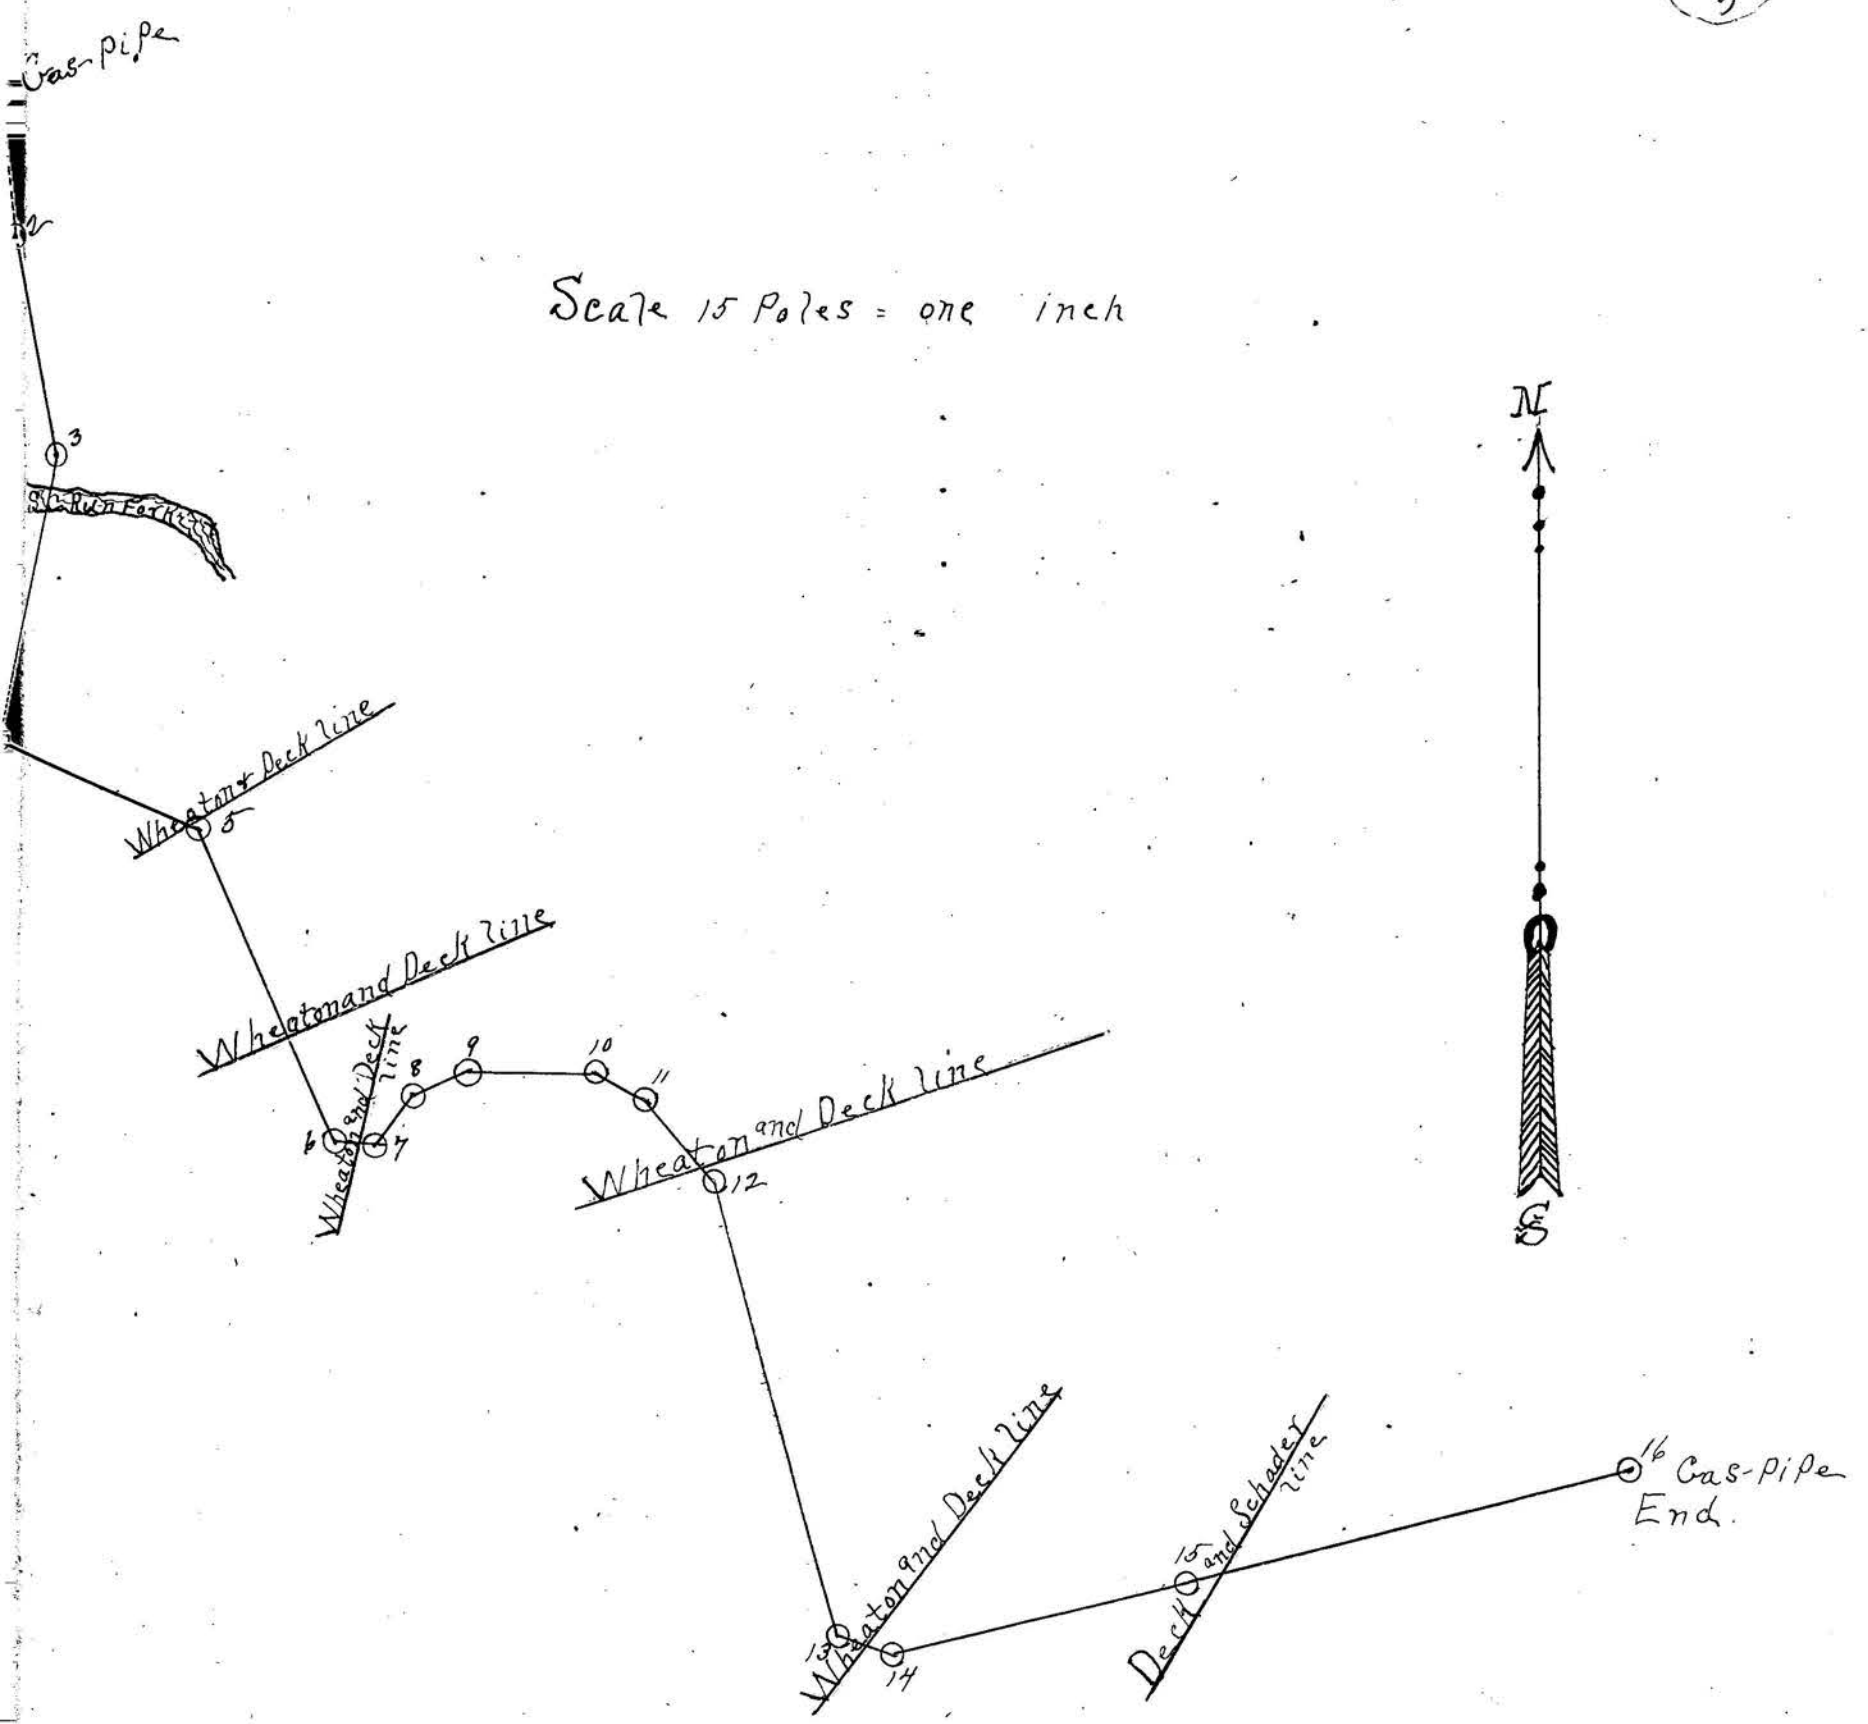 Gas-pipe
2
Scale 15 Poles = one inch
N
3
Run Fork
Wheaton & Deck line
5
Wheaton and Deck line
Wheaton and Deck
line
6
7
8
9
10
11
Wheaton and Deck line
12
S
Wheaton and Deck line
13
14
15
Deck and Schader
line
16 Gas-pipe
End.